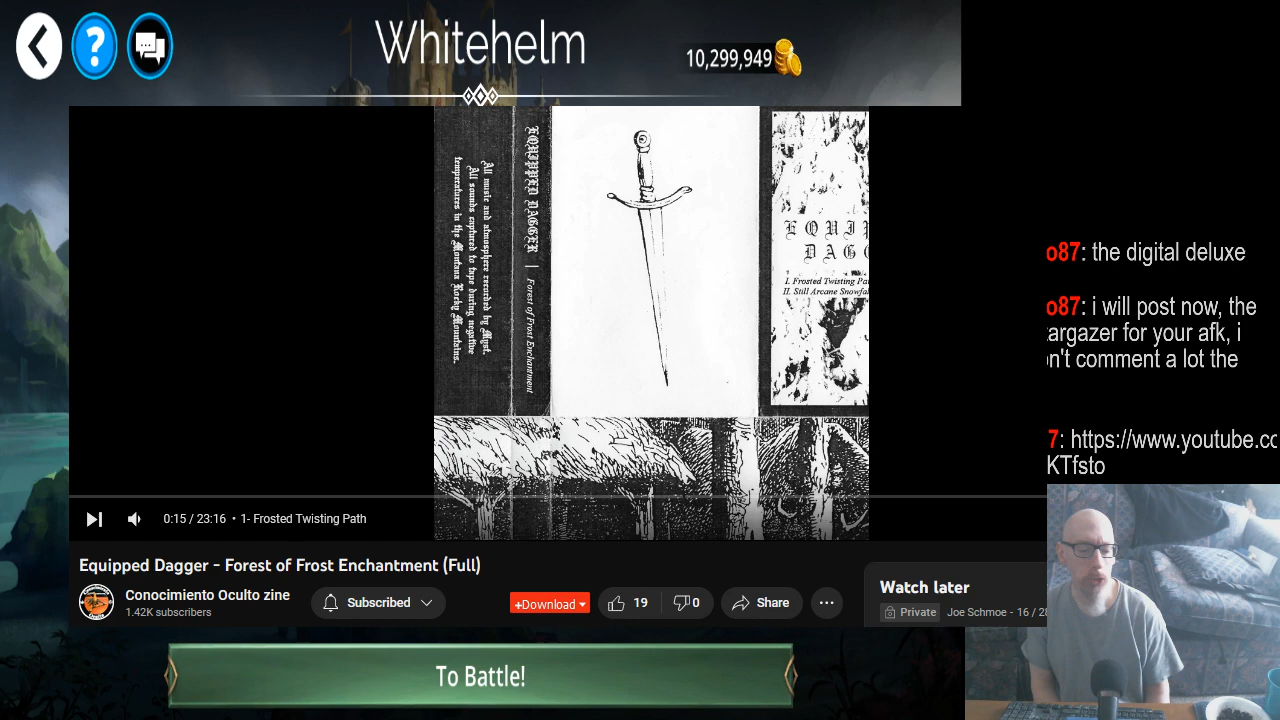 Whitehelm
10,299,949
All music and atmosphere recorded by Myst.
All sounds captured to tape during negative
temperatures in the Montana Rocky Mountains.
EQUIPPED DAGGER | Forest of Frost Enchantment
EQUIP
DAG
I. Frosted Twisting Pa
II. Still Arcane Snowfa
0:15 / 23:16 • 1- Frosted Twisting Path
Equipped Dagger - Forest of Frost Enchantment (Full)
Conocimiento Oculto zine
1.42K subscribers
Subscribed
+Download
19
0
Share
Watch later
Private
Joe Schmoe - 16 / 2
To Battle!
o87: the digital deluxe
o87: i will post now, the
argazer for your afk, i
n't comment a lot the
7: https://www.youtube.co
KTfsto